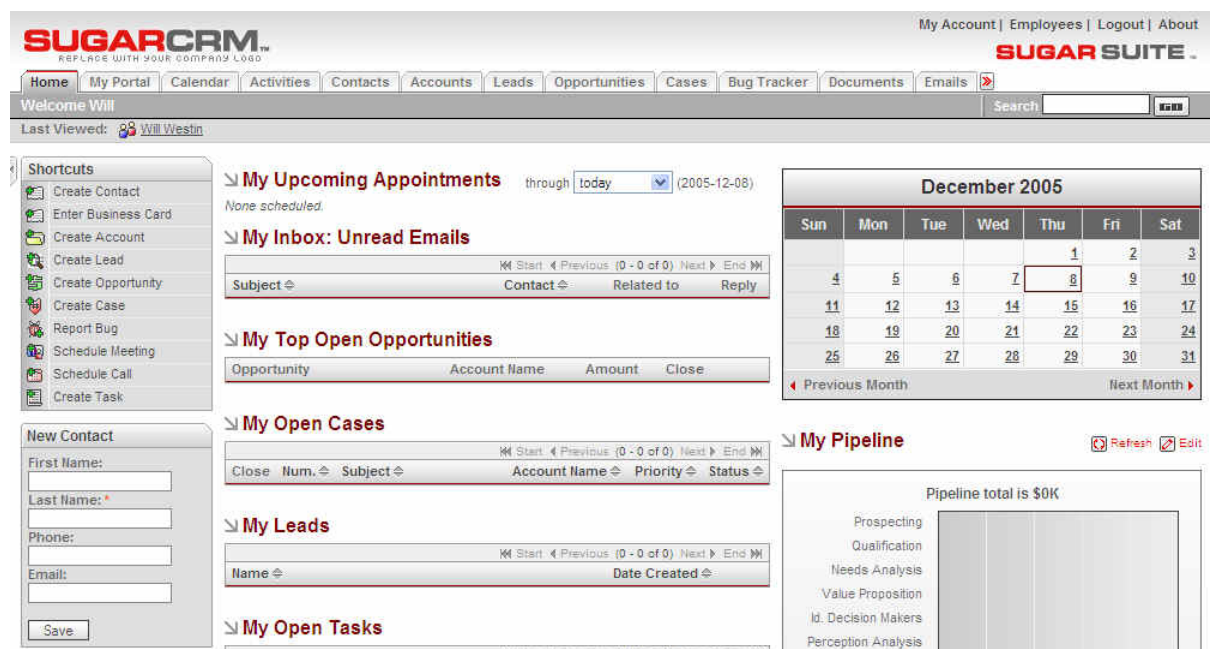 My Account | Employees | Logout | About
SUGARCRM™
REPLACE WITH YOUR COMPANY LOGO
SUGAR SUITE
Home My Portal Calendar Activities Contacts Accounts Leads Opportunities Cases Bug Tracker Documents Emails
Welcome Will
Search GO
Last Viewed: Will Westin
Shortcuts
Create Contact
Enter Business Card
Create Account
Create Lead
Create Opportunity
Create Case
Report Bug
Schedule Meeting
Schedule Call
Create Task
New Contact
First Name:
Last Name: *
Phone:
Email:
Save
My Upcoming Appointments through today (2005-12-08)
None scheduled.
My Inbox: Unread Emails
Start Previous (0 - 0 of 0) Next End
Subject Contact Related to Reply
My Top Open Opportunities
Opportunity Account Name Amount Close
My Open Cases
Start Previous (0 - 0 of 0) Next End
Close Num. Subject Account Name Priority Status
My Leads
Start Previous (0 - 0 of 0) Next End
Name Date Created
My Open Tasks
December 2005
Sun Mon Tue Wed Thu Fri Sat
1 2 3
4 5 6 7 8 9 10
11 12 13 14 15 16 17
18 19 20 21 22 23 24
25 26 27 28 29 30 31
Previous Month Next Month
My Pipeline Refresh Edit
Pipeline total is $0K
Prospecting
Qualification
Needs Analysis
Value Proposition
Id. Decision Makers
Perception Analysis